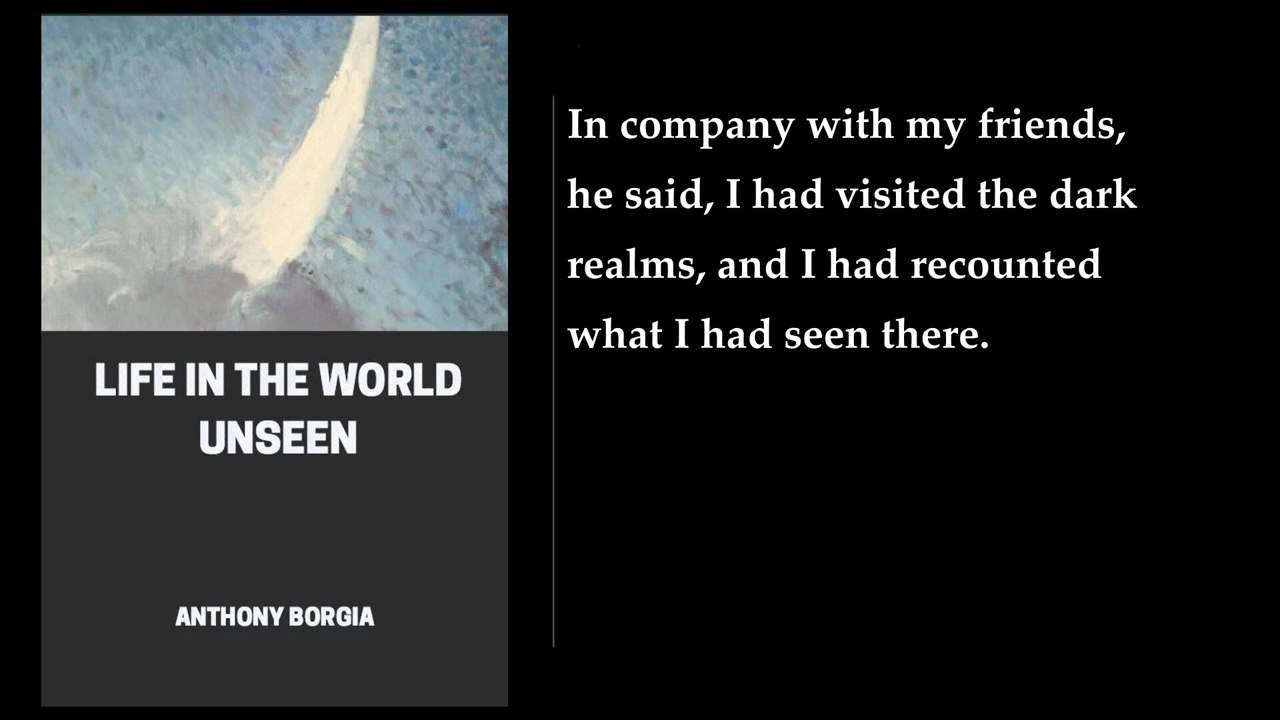 LIFE IN THE WORLD
UNSEEN
ANTHONY BORGIA
In company with my friends,
he said, I had visited the dark
realms, and I had recounted
what I had seen there.